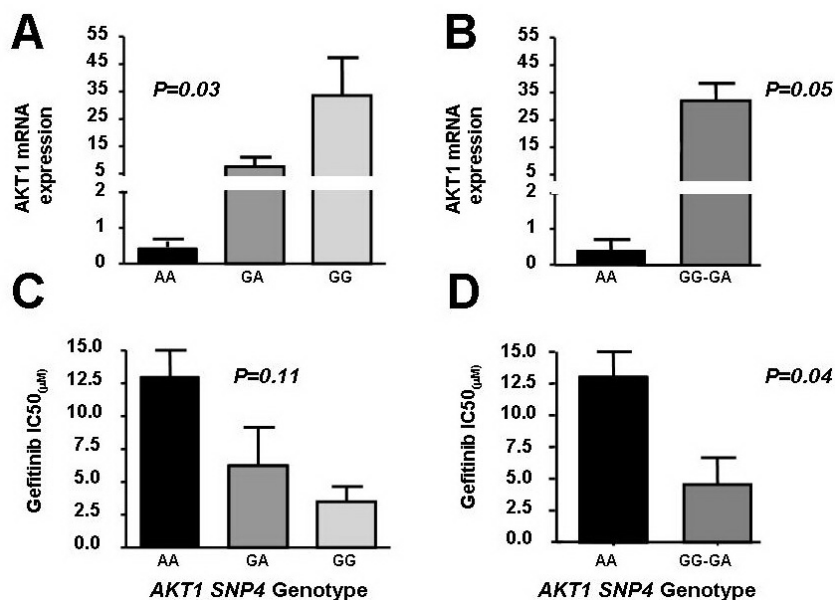 A
AKT1 mRNA
expression
55
45
35
25
15
5
2
1
0
P=0.03
AA
GA
GG
B
AKT1 mRNA
expression
55
45
35
25
15
5
2
1
0
P=0.05
AA
GG-GA
C
Gefitinib IC50(µM)
15.0
12.5
10.0
7.5
5.0
2.5
0.0
P=0.11
AA
GA
GG
AKT1 SNP4 Genotype
D
Gefitinib IC50(µM)
15.0
12.5
10.0
7.5
5.0
2.5
0.0
P=0.04
AA
GG-GA
AKT1 SNP4 Genotype